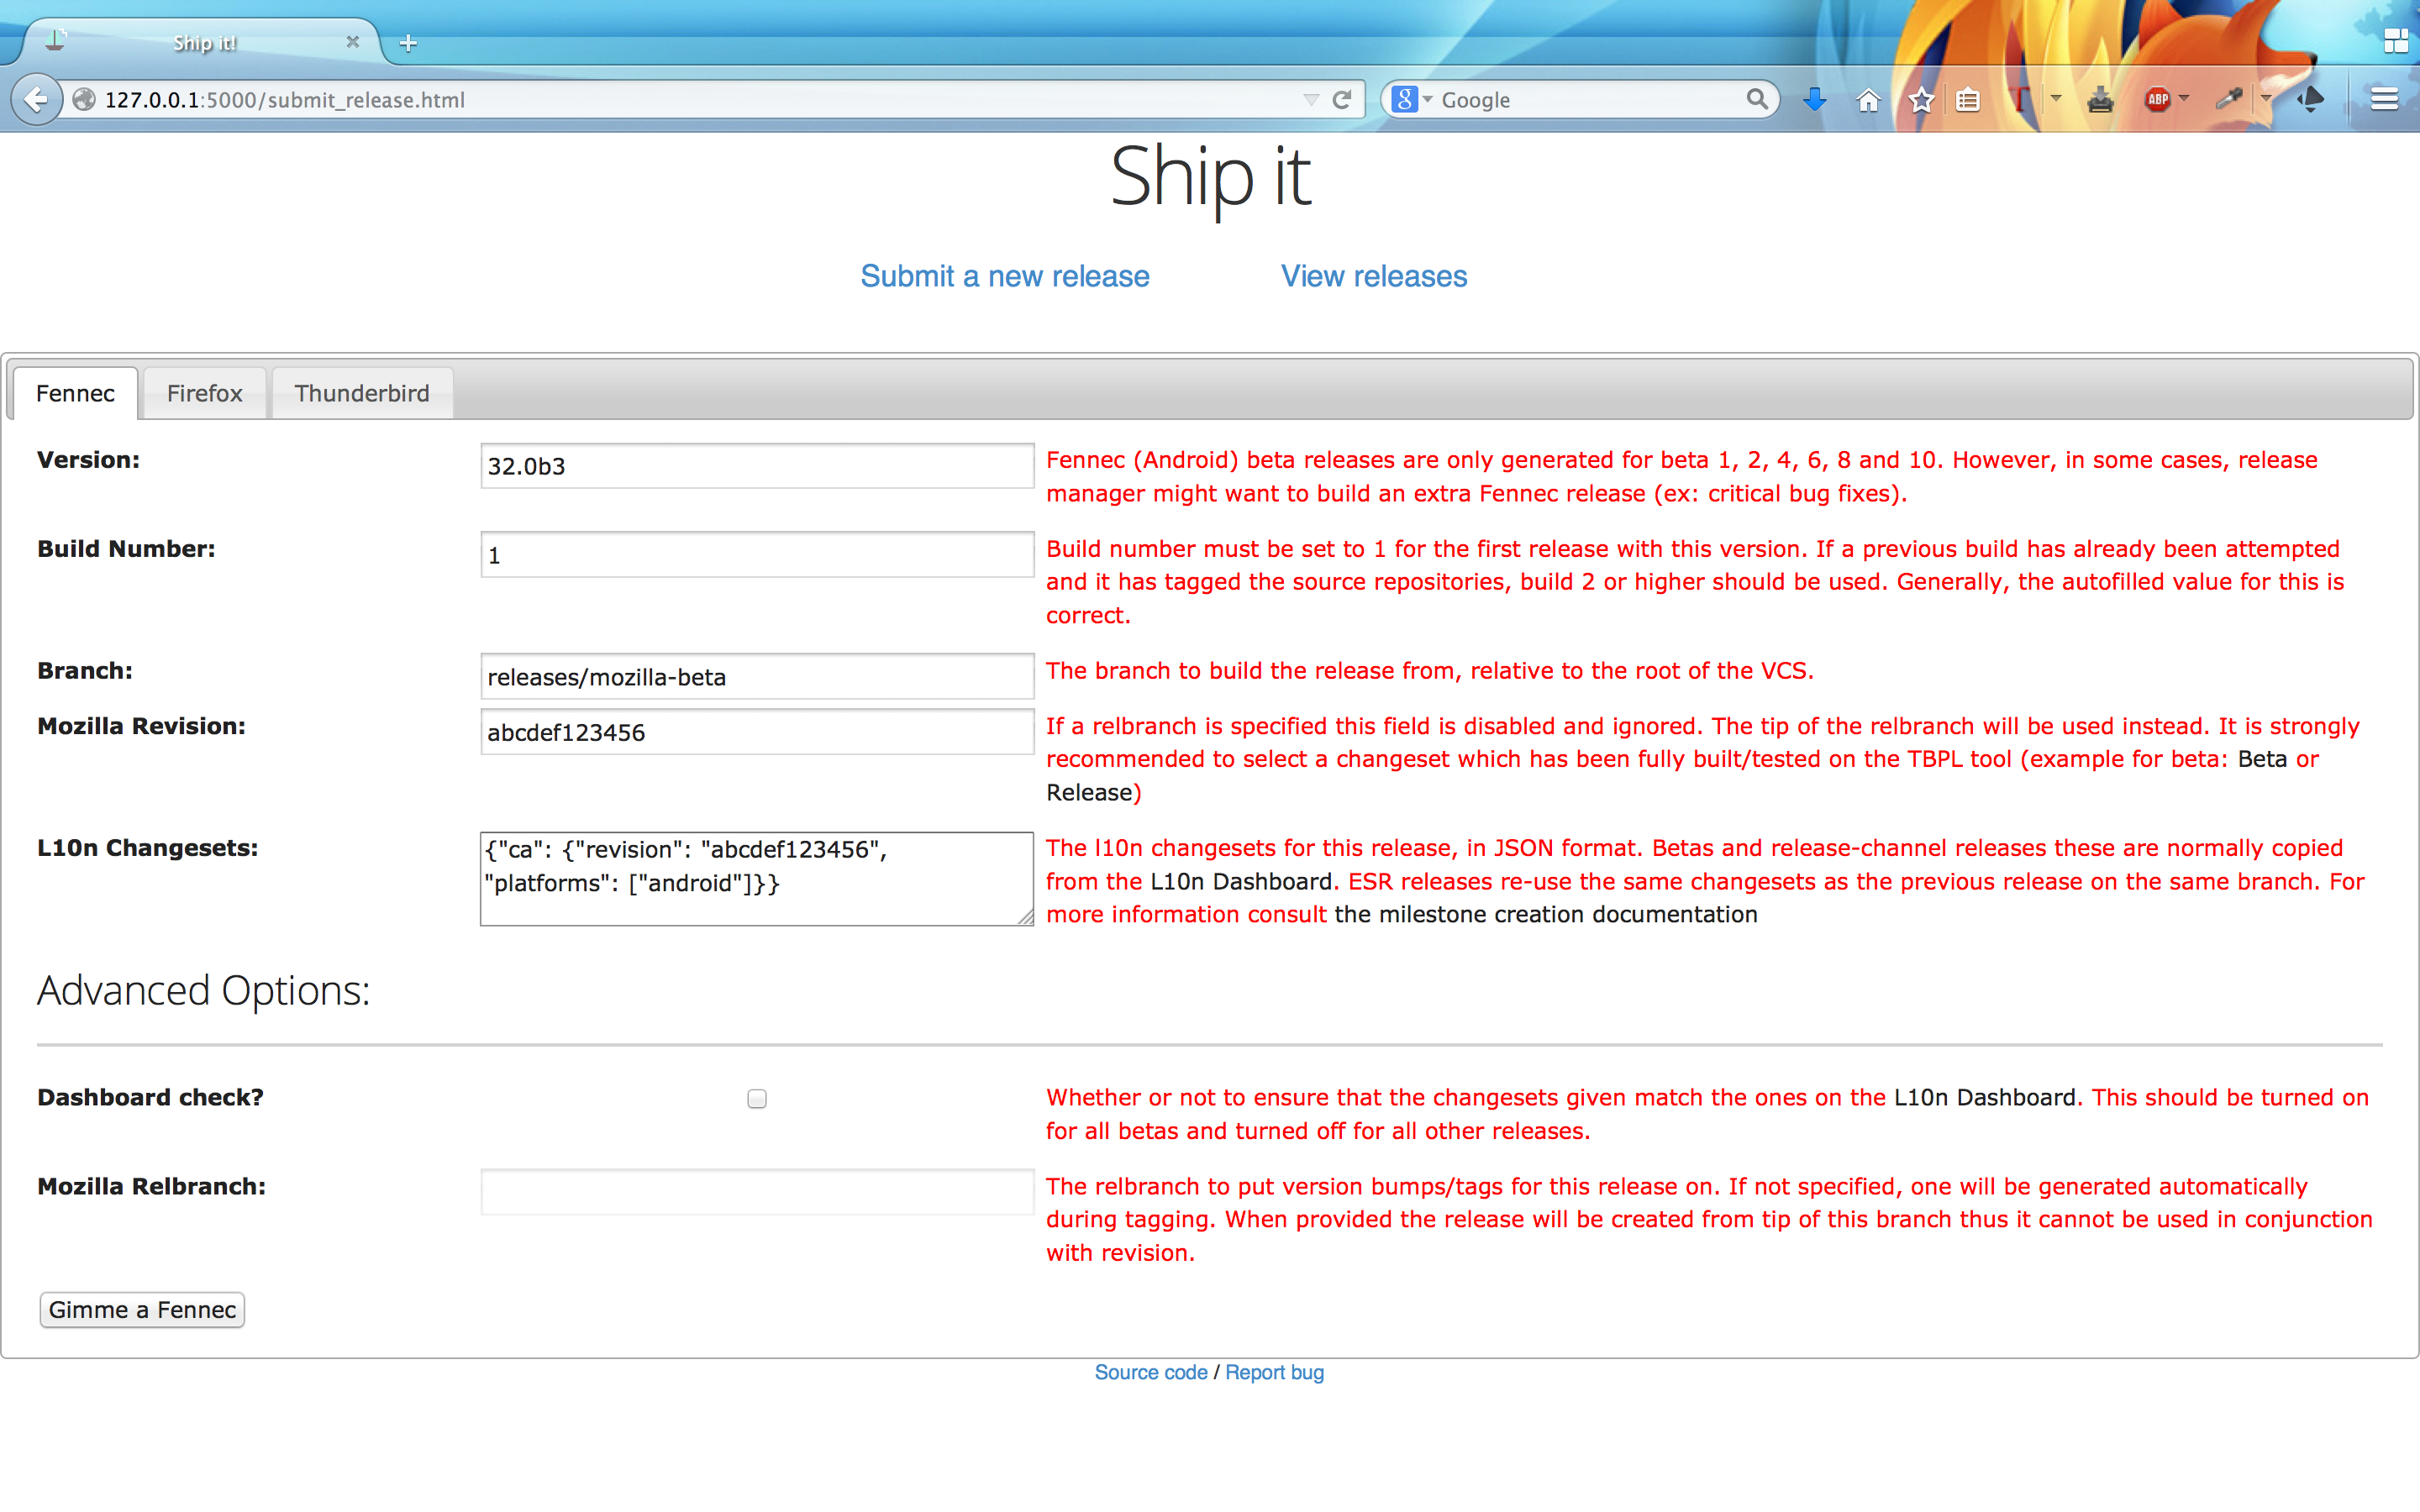 Ship it!
127.0.0.1:5000/submit_release.html
Google
ABP
Ship it
Submit a new release View releases
Fennec Firefox Thunderbird
Version:
32.0b3
Fennec (Android) beta releases are only generated for beta 1, 2, 4, 6, 8 and 10. However, in some cases, release
manager might want to build an extra Fennec release (ex: critical bug fixes).
Build Number:
1
Build number must be set to 1 for the first release with this version. If a previous build has already been attempted
and it has tagged the source repositories, build 2 or higher should be used. Generally, the autofilled value for this is
correct.
Branch:
releases/mozilla-beta
The branch to build the release from, relative to the root of the VCS.
Mozilla Revision:
abcdef123456
If a relbranch is specified this field is disabled and ignored. The tip of the relbranch will be used instead. It is strongly
recommended to select a changeset which has been fully built/tested on the TBPL tool (example for beta: Beta or
Release)
L10n Changesets:
{"ca": {"revision": "abcdef123456",
"platforms": ["android"]}}
The l10n changesets for this release, in JSON format. Betas and release-channel releases these are normally copied
from the L10n Dashboard. ESR releases re-use the same changesets as the previous release on the same branch. For
more information consult the milestone creation documentation
Advanced Options:
Dashboard check?
Whether or not to ensure that the changesets given match the ones on the L10n Dashboard. This should be turned on
for all betas and turned off for all other releases.
Mozilla Relbranch:
The relbranch to put version bumps/tags for this release on. If not specified, one will be generated automatically
during tagging. When provided the release will be created from tip of this branch thus it cannot be used in conjunction
with revision.
Gimme a Fennec
Source code / Report bug